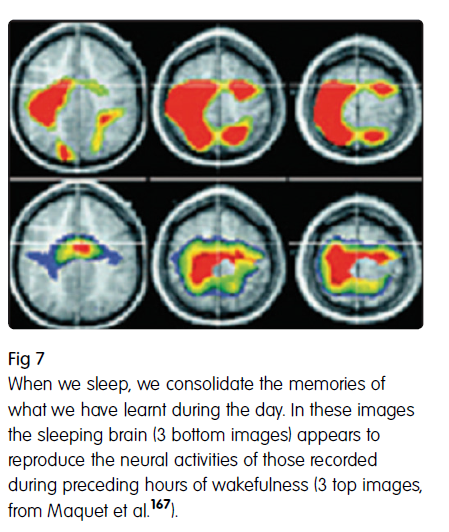 Fig 7
When we sleep, we consolidate the memories of
what we have learnt during the day. In these images
the sleeping brain (3 bottom images) appears to
reproduce the neural activities of those recorded
during preceding hours of wakefulness (3 top images,
from Maquet et al.167).